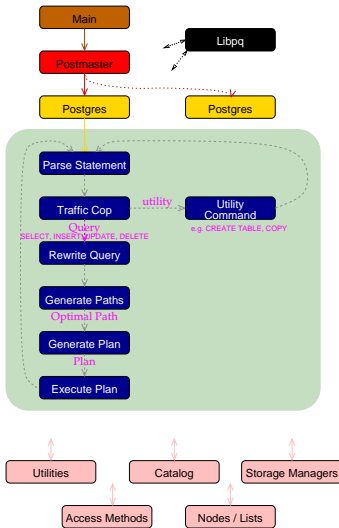 Main
Libpq
Postmaster
Postgres
Postgres
Parse Statement
utility
Traffic Cop
Utility
Command
Query
SELECT, INSERT, UPDATE, DELETE
e.g. CREATE TABLE, COPY
Rewrite Query
Generate Paths
Optimal Path
Generate Plan
Plan
Execute Plan
Utilities
Catalog
Storage Managers
Access Methods
Nodes / Lists